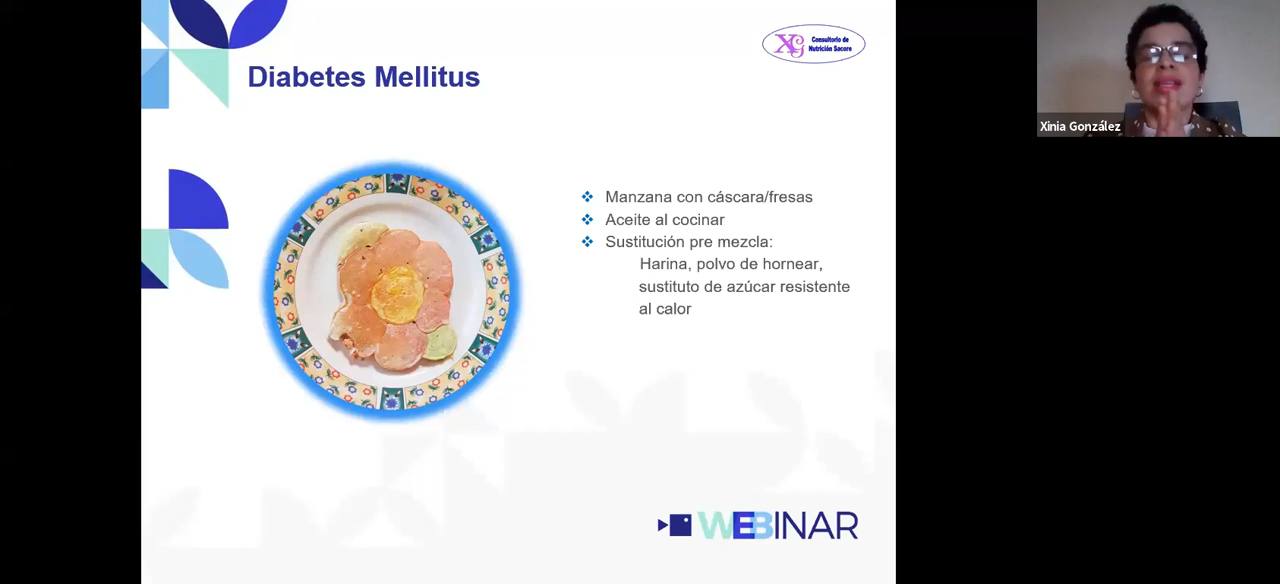 Consultorio de
Nutrición Sacore
Diabetes Mellitus
Xinia González
Manzana con cáscara/fresas
Aceite al cocinar
Sustitución pre mezcla:
Harina, polvo de hornear,
sustituto de azúcar resistente
al calor
WEBINAR